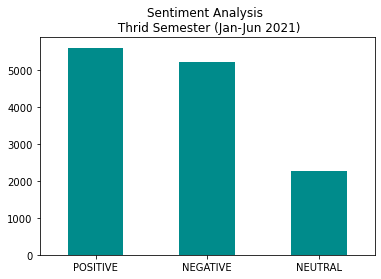 Sentiment Analysis
Thrid Semester (Jan-Jun 2021)
5000
4000
3000
2000
1000
0
POSITIVE
NEGATIVE
NEUTRAL